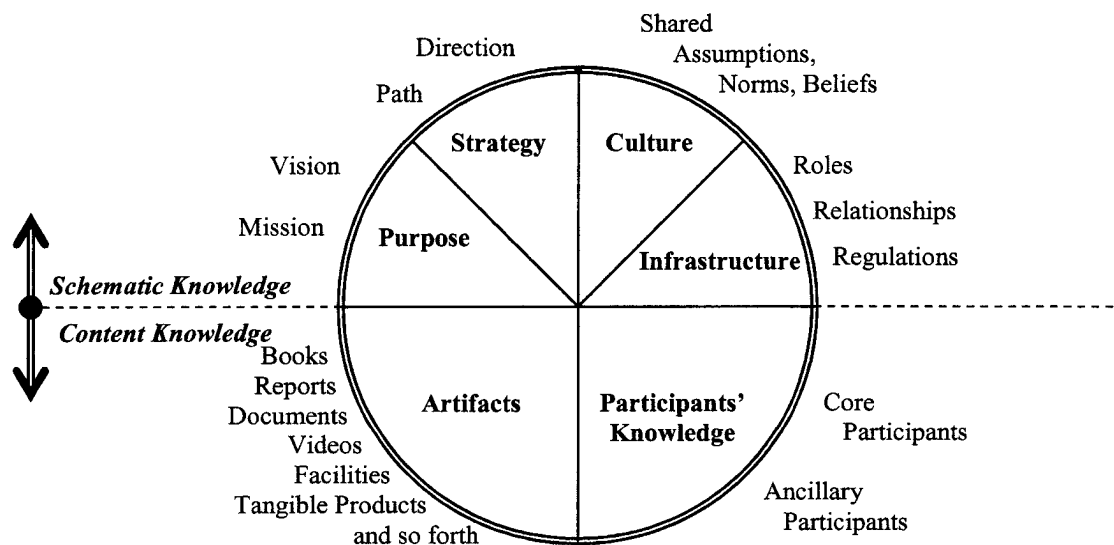 Direction
Shared
Assumptions,
Norms, Beliefs
Path
Strategy
Culture
Vision
Roles
Mission
Relationships
Purpose
Infrastructure
Regulations
Schematic Knowledge
Content Knowledge
Books
Reports
Documents
Videos
Facilities
Tangible Products
and so forth
Artifacts
Participants'
Knowledge
Core
Participants
Ancillary
Participants